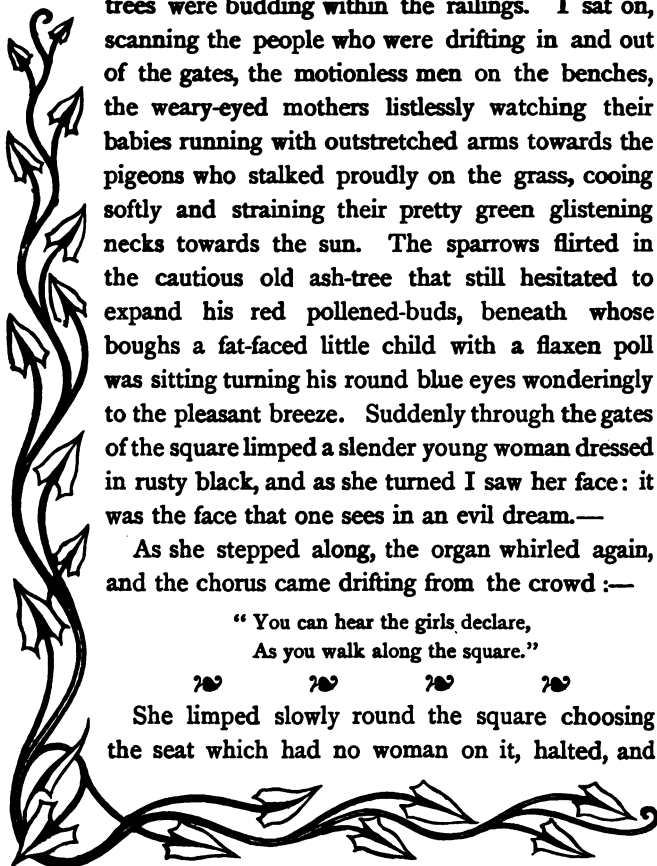 trees were budding within the railings. I sat on,
scanning the people who were drifting in and out
of the gates, the motionless men on the benches,
the weary-eyed mothers listlessly watching their
babies running with outstretched arms towards the
pigeons who stalked proudly on the grass, cooing
softly and straining their pretty green glistening
necks towards the sun. The sparrows flirted in
the cautious old ash-tree that still hesitated to
expand his red pollened-buds, beneath whose
boughs a fat-faced little child with a flaxen poll
was sitting turning his round blue eyes wonderingly
to the pleasant breeze. Suddenly through the gates
of the square limped a slender young woman dressed
in rusty black, and as she turned I saw her face: it
was the face that one sees in an evil dream.—
As she stepped along, the organ whirled again,
and the chorus came drifting from the crowd :—
“ You can hear the girls declare,
As you walk along the square.”
She limped slowly round the square choosing
the seat which had no woman on it, halted, and